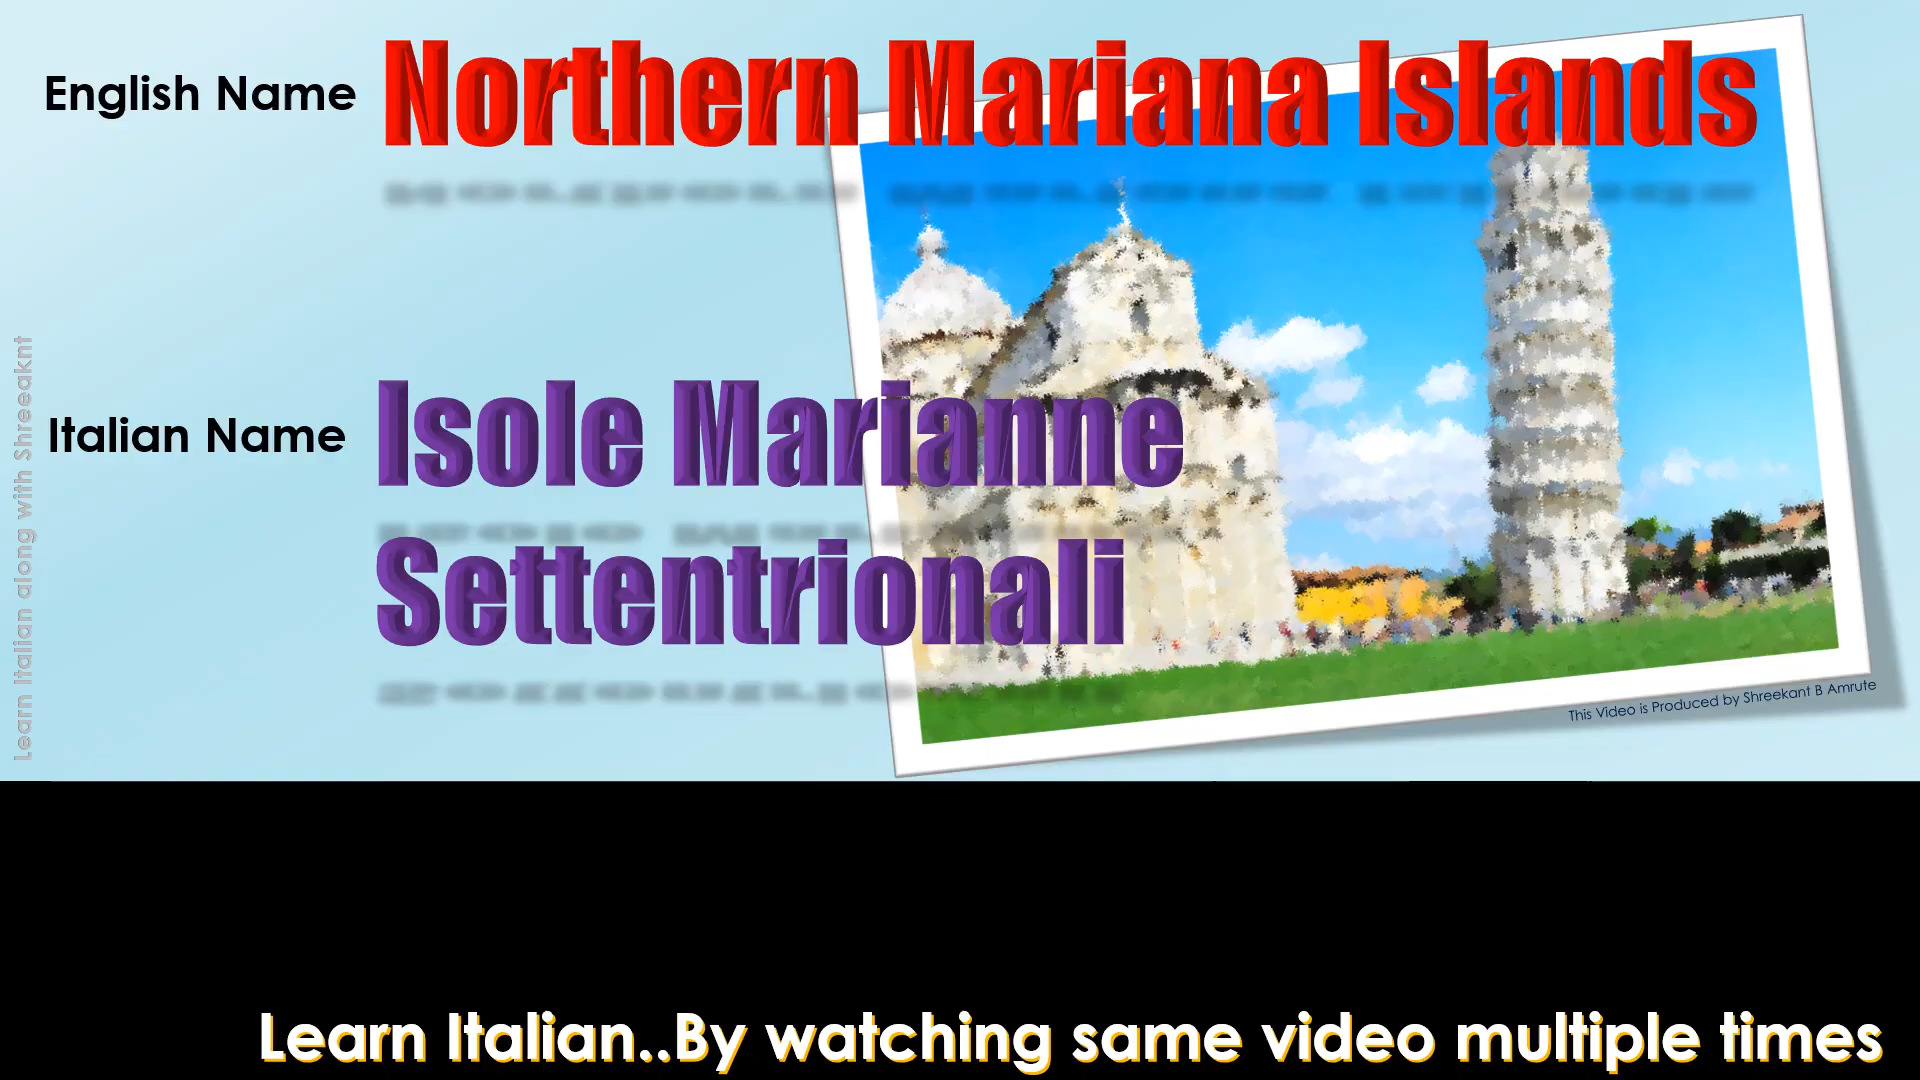 English Name Northern Mariana Islands
Italian Name Isole Marianne
Settentrionali
Learn Italian along with Shreeaknt
This Video is Produced by Shreekant B Amrute
Learn Italian..By watching same video multiple times